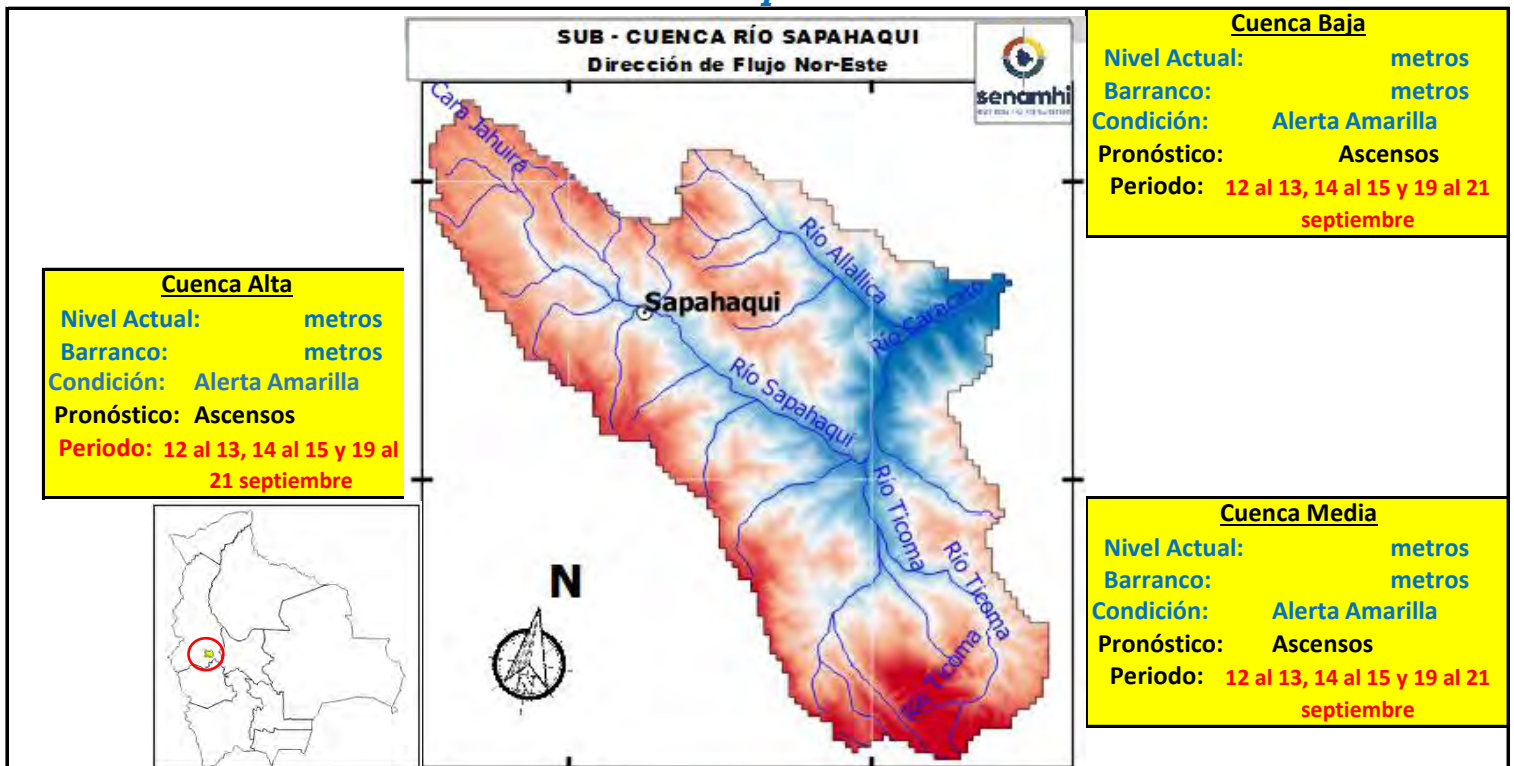 SUB - CUENCA RÍO SAPAHAQUI
Dirección de Flujo Nor-Este
senamhi
Cuenca Baja
Nivel Actual: metros
Barranco: metros
Condición: Alerta Amarilla
Pronóstico: Ascensos
Periodo: 12 al 13, 14 al 15 y 19 al 21
septiembre
Cuenca Alta
Nivel Actual: metros
Barranco: metros
Condición: Alerta Amarilla
Pronóstico: Ascensos
Periodo: 12 al 13, 14 al 15 y 19 al
21 septiembre
Cara Jahuira
Río Allallica
Sapahaqui
Río Caracato
Río Sapahaqui
Río Ticoma
Río Ticoma
Río Ticoma
N
Cuenca Media
Nivel Actual: metros
Barranco: metros
Condición: Alerta Amarilla
Pronóstico: Ascensos
Periodo: 12 al 13, 14 al 15 y 19 al 21
septiembre